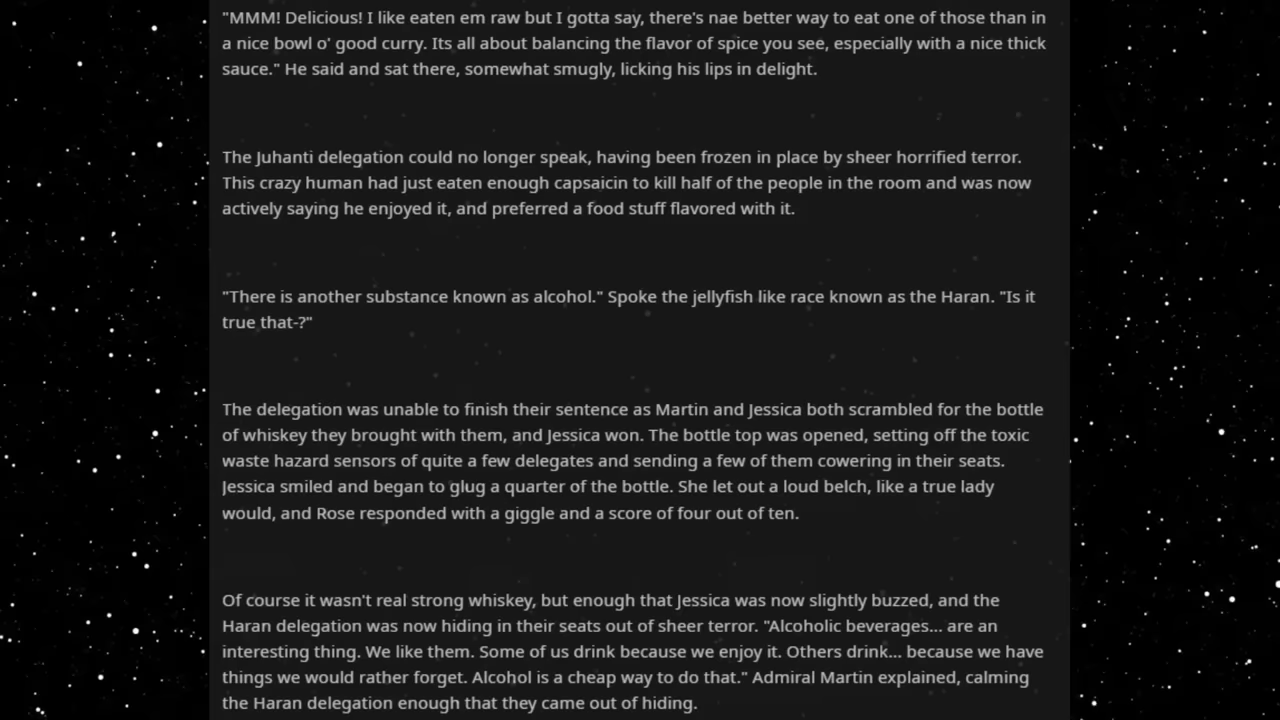 "MMM! Delicious! I like eaten em raw but I gotta say, there's nae better way to eat one of those than in
a nice bowl o' good curry. Its all about balancing the flavor of spice you see, especially with a nice thick
sauce." He said and sat there, somewhat smugly, licking his lips in delight.
The Juhanti delegation could no longer speak, having been frozen in place by sheer horrified terror.
This crazy human had just eaten enough capsaicin to kill half of the people in the room and was now
actively saying he enjoyed it, and preferred a food stuff flavored with it.
"There is another substance known as alcohol." Spoke the jellyfish like race known as the Haran. "Is it
true that-?"
The delegation was unable to finish their sentence as Martin and Jessica both scrambled for the bottle
of whiskey they brought with them, and Jessica won. The bottle top was opened, setting off the toxic
waste hazard sensors of quite a few delegates and sending a few of them cowering in their seats.
Jessica smiled and began to glug a quarter of the bottle. She let out a loud belch, like a true lady
would, and Rose responded with a giggle and a score of four out of ten.
Of course it wasn't real strong whiskey, but enough that Jessica was now slightly buzzed, and the
Haran delegation was now hiding in their seats out of sheer terror. "Alcoholic beverages... are an
interesting thing. We like them. Some of us drink because we enjoy it. Others drink... because we have
things we would rather forget. Alcohol is a cheap way to do that." Admiral Martin explained, calming
the Haran delegation enough that they came out of hiding.